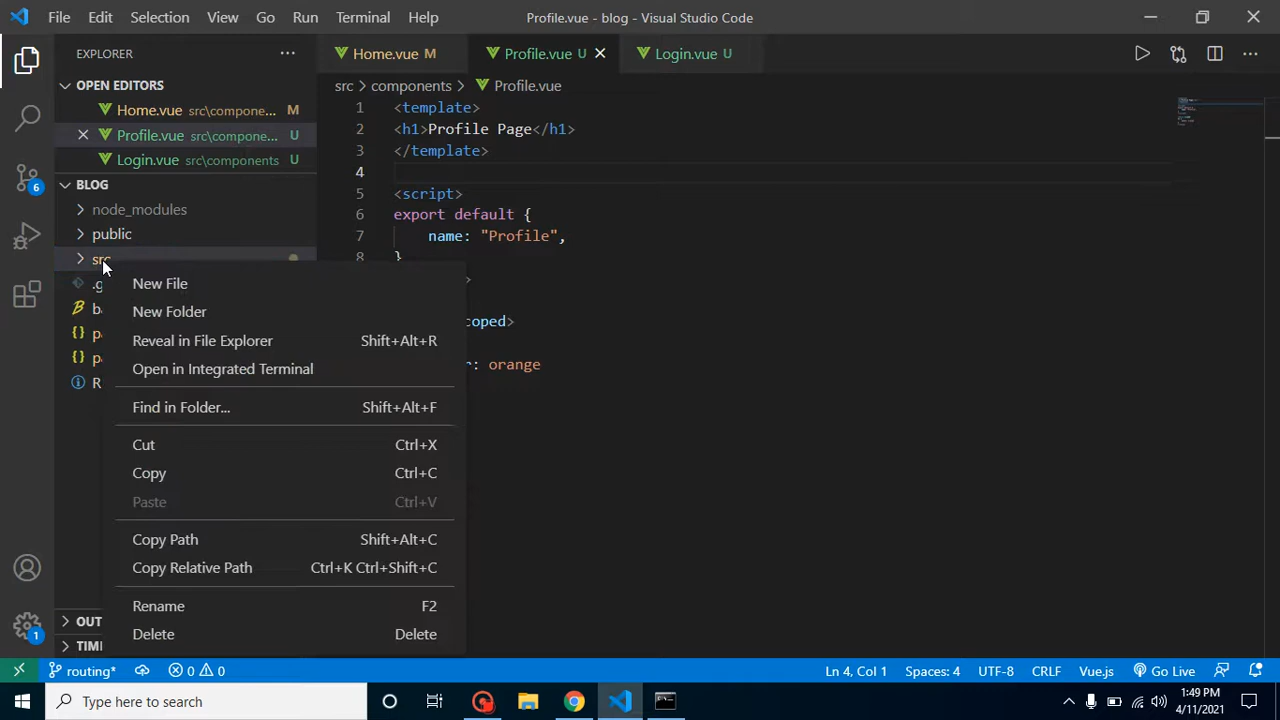 File Edit Selection View Go Run Terminal Help Profile.vue - blog - Visual Studio Code
EXPLORER
Home.vue M Profile.vue U Login.vue U
OPEN EDITORS
Home.vue src\compone... M
Profile.vue src\compone... U
Login.vue src\components U
BLOG
node_modules
public
src
.g
ba
pa
pa
R
OUT
TIM
src > components > Profile.vue
1 <template>
2 <h1>Profile Page</h1>
3 </template>
4
5 <script>
6 export default {
7 name: "Profile",
8 }
>
coped>
r: orange
New File
New Folder
Reveal in File Explorer Shift+Alt+R
Open in Integrated Terminal
Find in Folder... Shift+Alt+F
Cut Ctrl+X
Copy Ctrl+C
Paste Ctrl+V
Copy Path Shift+Alt+C
Copy Relative Path Ctrl+K Ctrl+Shift+C
Rename F2
Delete Delete
6
1
routing* 0 0 Ln 4, Col 1 Spaces: 4 UTF-8 CRLF Vue.js Go Live
Type here to search
1:49 PM
4/11/2021